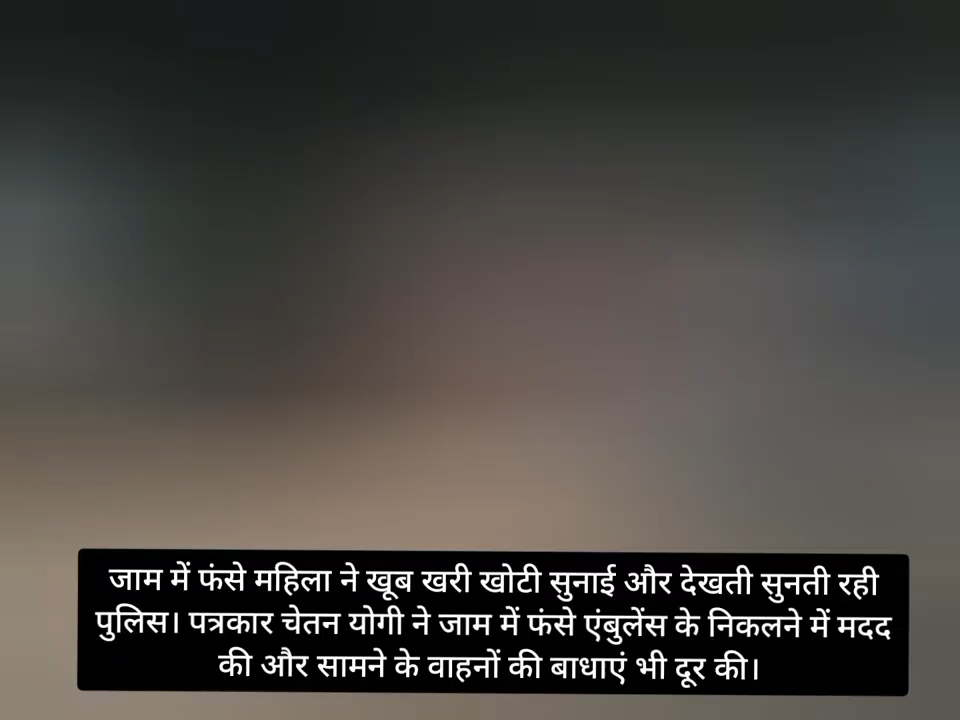 जाम में फंसे महिला ने खूब खरी खोटी सुनाई और देखती सुनती रही
पुलिस। पत्रकार चेतन योगी ने जाम में फंसे एंबुलेंस के निकलने में मदद
की और सामने के वाहनों की बाधाएं भी दूर की।